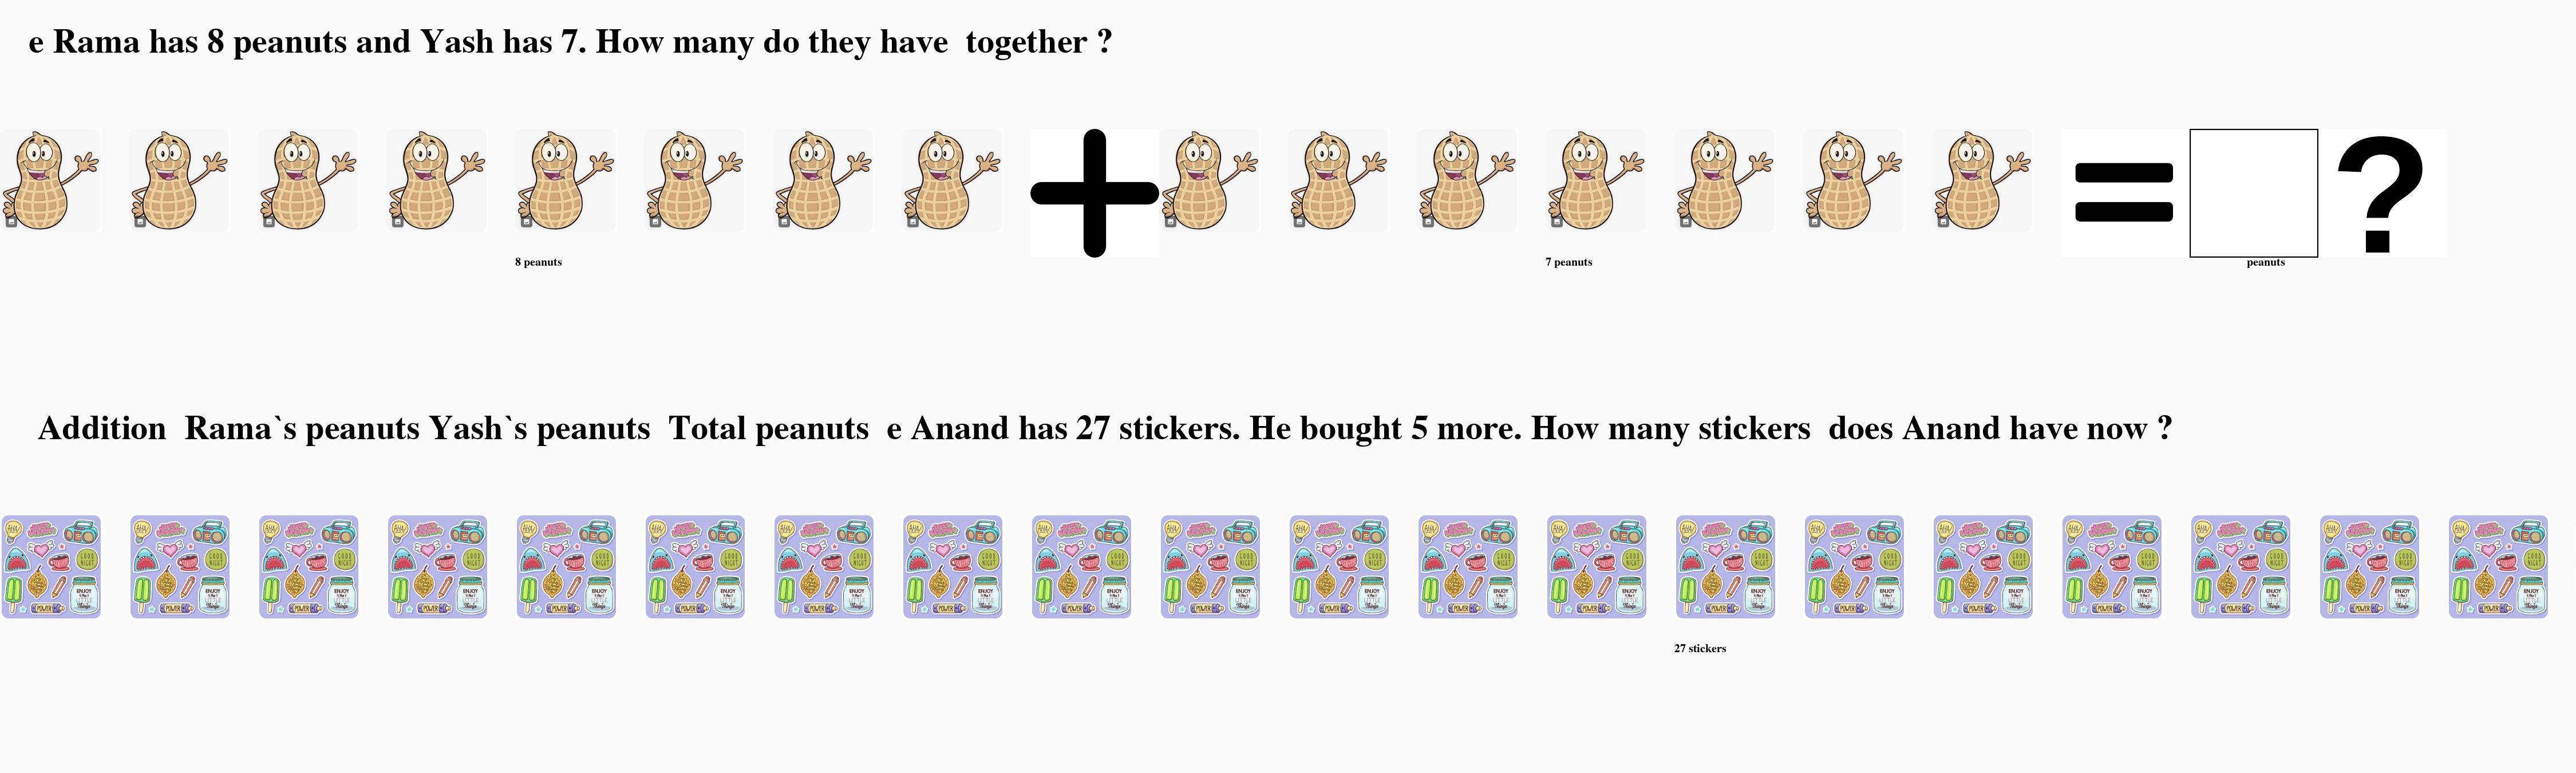 e Rama has 8 peanuts and Yash has 7. How many do they have  together ?
8 peanuts
7 peanuts
peanuts
Addition  Rama`s peanuts Yash`s peanuts  Total peanuts  e Anand has 27 stickers. He bought 5 more. How many stickers  does Anand have now ?
27 stickers